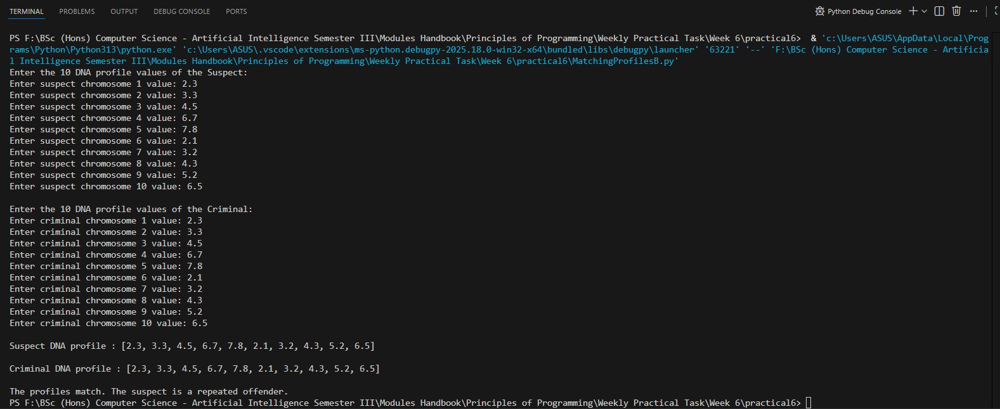 TERMINAL PROBLEMS OUTPUT DEBUG CONSOLE PORTS Python Debug Console
PS F:\BSc (Hons) Computer Science - Artificial Intelligence Semester III\Modules Handbook\Principles of Programming\Weekly Practical Task\Week 6\practical6>  & 'c:\Users\ASUS\AppData\Local\Prog
rams\Python\Python313\python.exe' 'c:\Users\ASUS\.vscode\extensions\ms-python.debugpy-2025.18.0-win32-x64\bundled\libs\debugpy\launcher' '63221' '--' 'F:\BSc (Hons) Computer Science - Artificia
l Intelligence Semester III\Modules Handbook\Principles of Programming\Weekly Practical Task\Week 6\practical6\MatchingProfilesB.py'
Enter the 10 DNA profile values of the Suspect:
Enter suspect chromosome 1 value: 2.3
Enter suspect chromosome 2 value: 3.3
Enter suspect chromosome 3 value: 4.5
Enter suspect chromosome 4 value: 6.7
Enter suspect chromosome 5 value: 7.8
Enter suspect chromosome 6 value: 2.1
Enter suspect chromosome 7 value: 3.2
Enter suspect chromosome 8 value: 4.3
Enter suspect chromosome 9 value: 5.2
Enter suspect chromosome 10 value: 6.5
Enter the 10 DNA profile values of the Criminal:
Enter criminal chromosome 1 value: 2.3
Enter criminal chromosome 2 value: 3.3
Enter criminal chromosome 3 value: 4.5
Enter criminal chromosome 4 value: 6.7
Enter criminal chromosome 5 value: 7.8
Enter criminal chromosome 6 value: 2.1
Enter criminal chromosome 7 value: 3.2
Enter criminal chromosome 8 value: 4.3
Enter criminal chromosome 9 value: 5.2
Enter criminal chromosome 10 value: 6.5
Suspect DNA profile : [2.3, 3.3, 4.5, 6.7, 7.8, 2.1, 3.2, 4.3, 5.2, 6.5]
Criminal DNA profile : [2.3, 3.3, 4.5, 6.7, 7.8, 2.1, 3.2, 4.3, 5.2, 6.5]
The profiles match. The suspect is a repeated offender.
PS F:\BSc (Hons) Computer Science - Artificial Intelligence Semester III\Modules Handbook\Principles of Programming\Weekly Practical Task\Week 6\practical6>